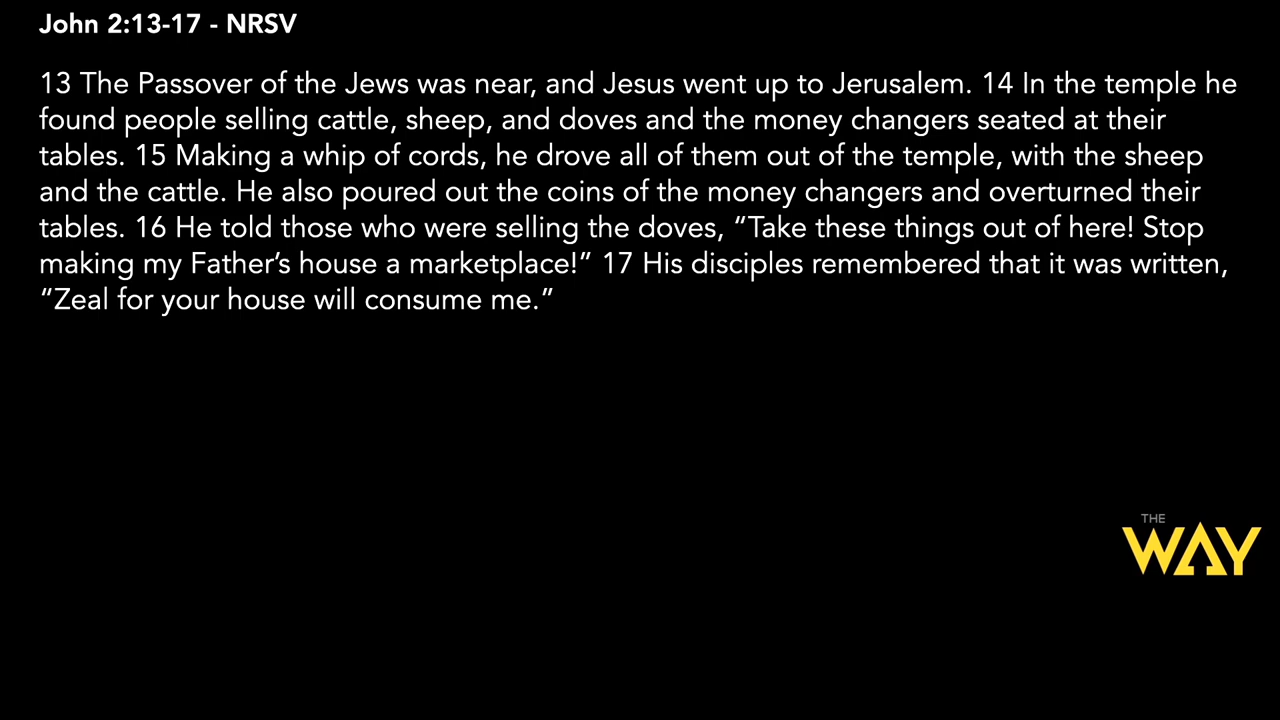 John 2:13-17 - NRSV
13 The Passover of the Jews was near, and Jesus went up to Jerusalem. 14 In the temple he
found people selling cattle, sheep, and doves and the money changers seated at their
tables. 15 Making a whip of cords, he drove all of them out of the temple, with the sheep
and the cattle. He also poured out the coins of the money changers and overturned their
tables. 16 He told those who were selling the doves, “Take these things out of here! Stop
making my Father’s house a marketplace!” 17 His disciples remembered that it was written,
“Zeal for your house will consume me.”
THE
WAY